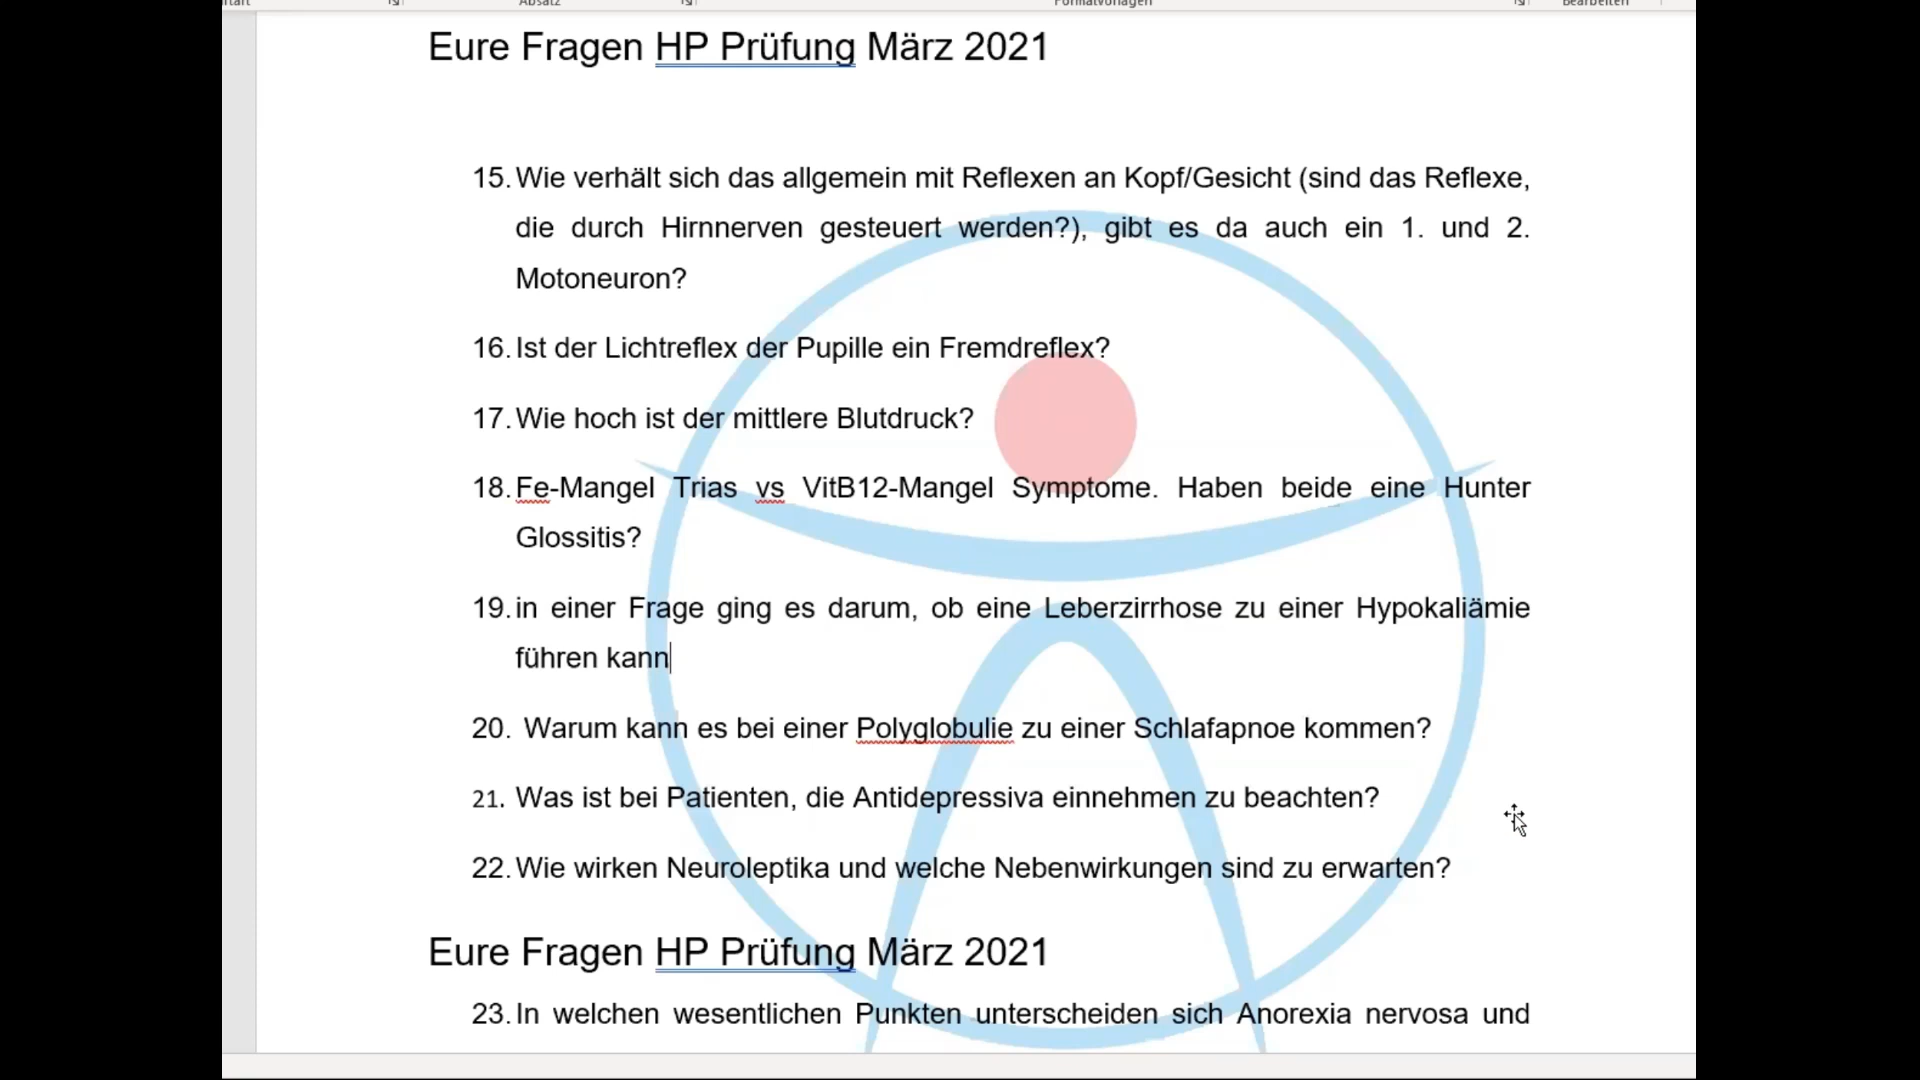 Absatz
Formatvorlagen
Bearbeiten
Eure Fragen HP Prüfung März 2021
15. Wie verhält sich das allgemein mit Reflexen an Kopf/Gesicht (sind das Reflexe,
die durch Hirnnerven gesteuert werden?), gibt es da auch ein 1. und 2.
Motoneuron?
16. Ist der Lichtreflex der Pupille ein Fremdreflex?
17. Wie hoch ist der mittlere Blutdruck?
18. Fe-Mangel Trias vs VitB12-Mangel Symptome. Haben beide eine Hunter
Glossitis?
19. in einer Frage ging es darum, ob eine Leberzirrhose zu einer Hypokaliämie
führen kann
20. Warum kann es bei einer Polyglobulie zu einer Schlafapnoe kommen?
21. Was ist bei Patienten, die Antidepressiva einnehmen zu beachten?
22. Wie wirken Neuroleptika und welche Nebenwirkungen sind zu erwarten?
Eure Fragen HP Prüfung März 2021
23. In welchen wesentlichen Punkten unterscheiden sich Anorexia nervosa und